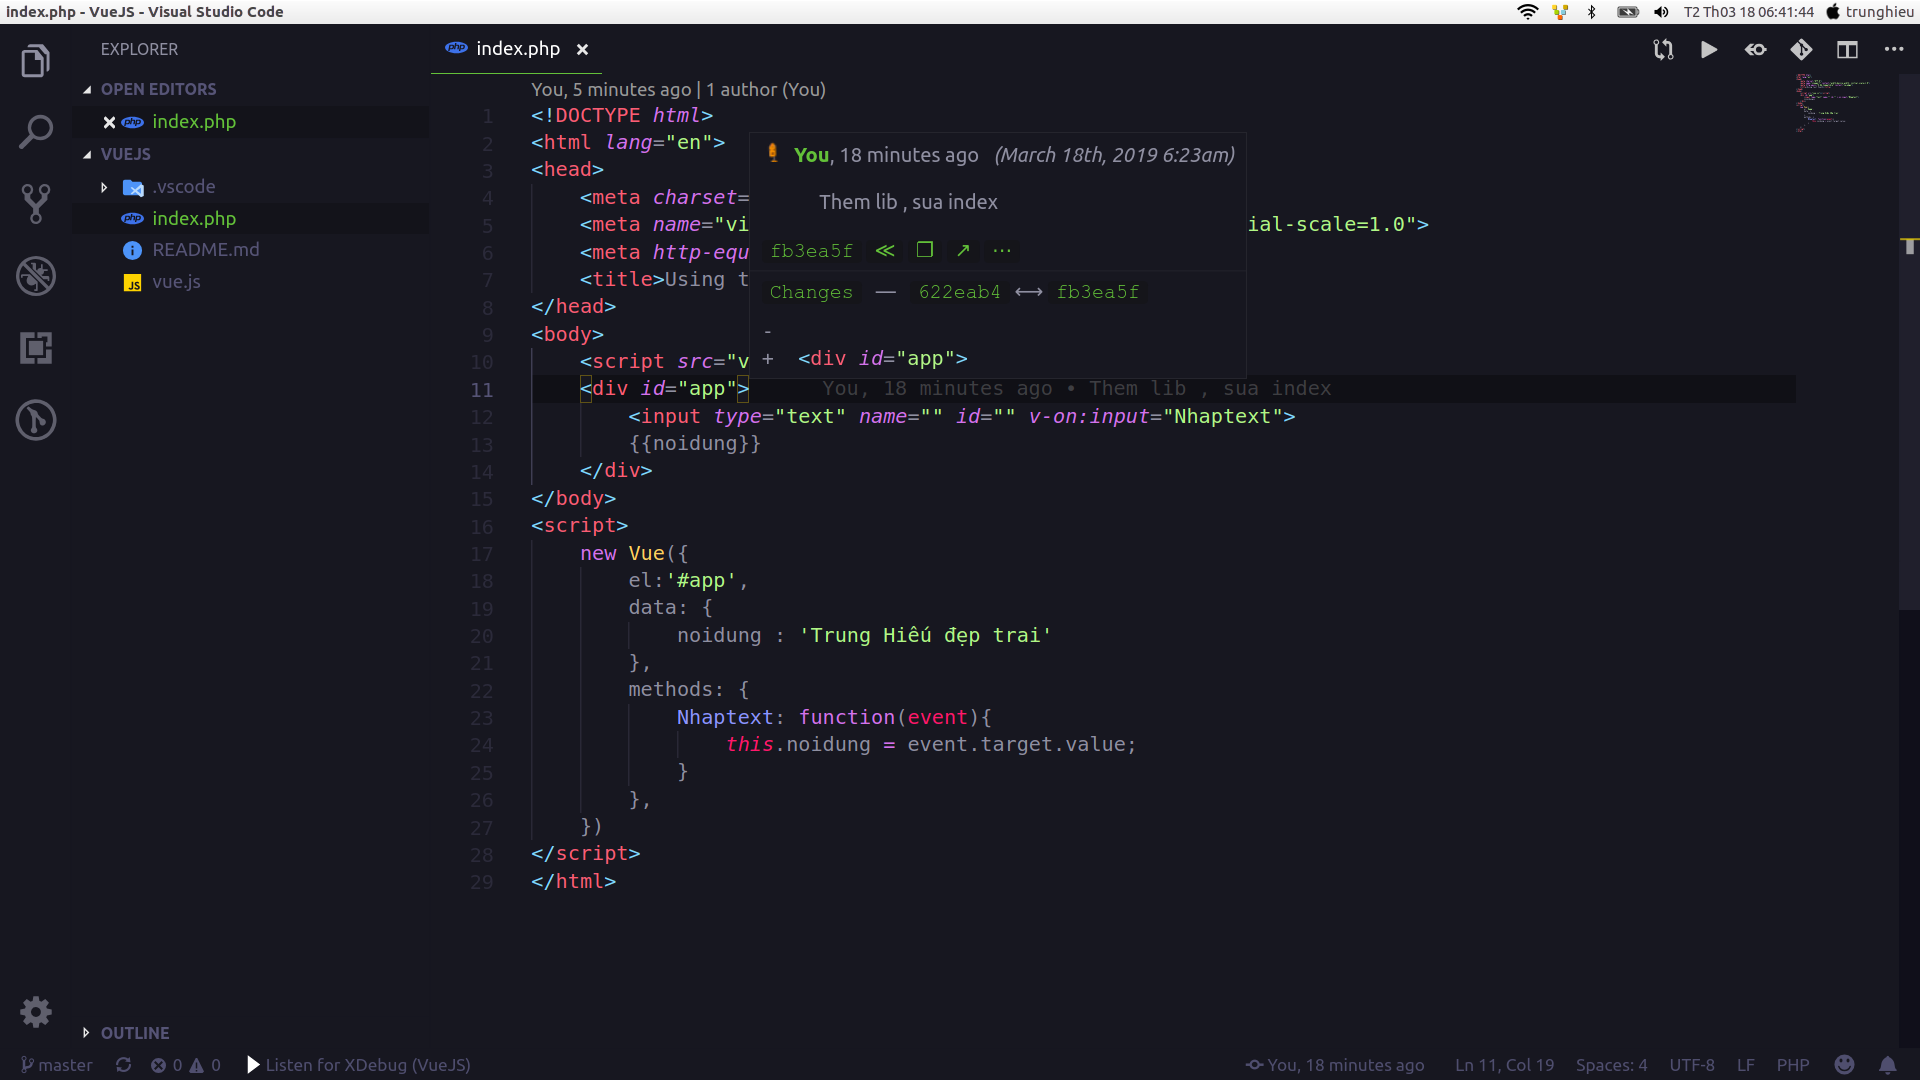 index.php - VueJS - Visual Studio Code
T2 Th03 18 06:41:44 trunghieu
EXPLORER
OPEN EDITORS
index.php
VUEJS
.vscode
index.php
README.md
vue.js
OUTLINE
index.php
You, 5 minutes ago | 1 author (You)
1 <!DOCTYPE html>
2 <html lang="en">
3 <head>
4 <meta charset=
5 <meta name="vi ial-scale=1.0">
6 <meta http-equ
7 <title>Using t
8 </head>
9 <body>
10 <script src="v
11 <div id="app"> You, 18 minutes ago • Them lib , sua index
12 <input type="text" name="" id="" v-on:input="Nhaptext">
13 {{noidung}}
14 </div>
15 </body>
16 <script>
17 new Vue({
18 el:'#app',
19 data: {
20 noidung : 'Trung Hiếu đẹp trai'
21 },
22 methods: {
23 Nhaptext: function(event){
24 this.noidung = event.target.value;
25 }
26 },
27 })
28 </script>
29 </html>
You, 18 minutes ago (March 18th, 2019 6:23am)
Them lib , sua index
fb3ea5f ≪ ❐ ↗ ···
Changes — 622eab4 ⟷ fb3ea5f
-
+ <div id="app">
master 0 0 Listen for XDebug (VueJS) You, 18 minutes ago Ln 11, Col 19 Spaces: 4 UTF-8 LF PHP